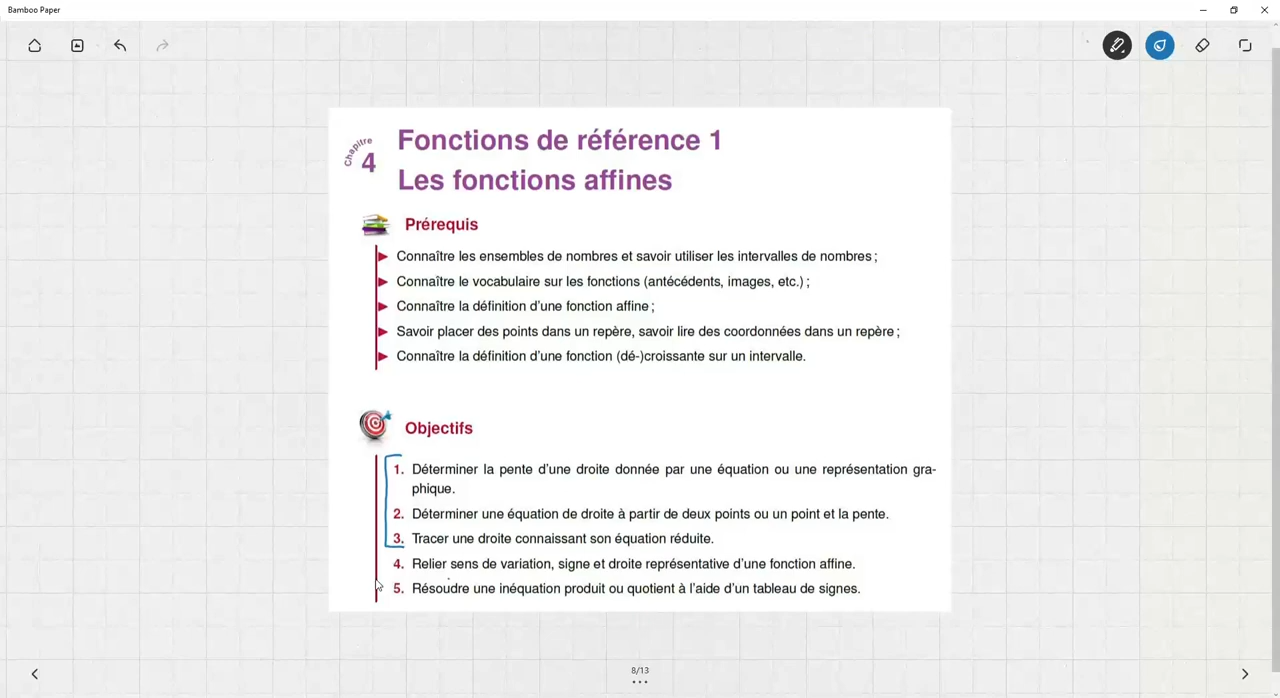 Bamboo Paper
Chapitre
4
Fonctions de référence 1
Les fonctions affines
Prérequis
Connaître les ensembles de nombres et savoir utiliser les intervalles de nombres ;
Connaître le vocabulaire sur les fonctions (antécédents, images, etc.) ;
Connaître la définition d'une fonction affine ;
Savoir placer des points dans un repère, savoir lire des coordonnées dans un repère ;
Connaître la définition d'une fonction (dé-)croissante sur un intervalle.
Objectifs
1. Déterminer la pente d'une droite donnée par une équation ou une représentation gra-
phique.
2. Déterminer une équation de droite à partir de deux points ou un point et la pente.
3. Tracer une droite connaissant son équation réduite.
4. Relier sens de variation, signe et droite représentative d'une fonction affine.
5. Résoudre une inéquation produit ou quotient à l'aide d'un tableau de signes.
8/13